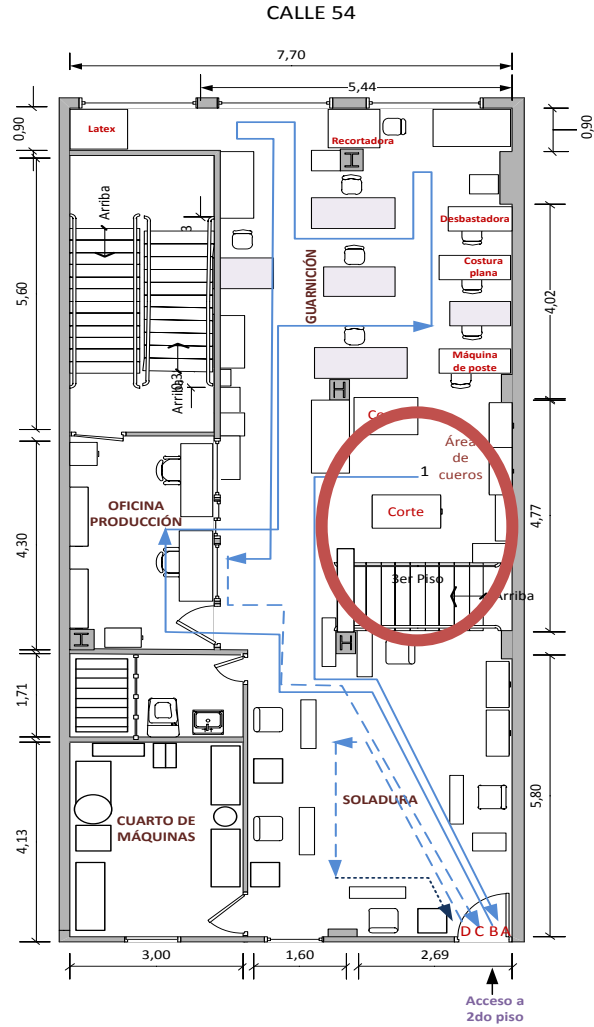 CALLE 54
7,70
5,44
0,90
Latex
Recortadora
0,90
Arriba
3
Desbastadora
GUARNICIÓN
Costura
plana
5,60
4,02
Arriba
0,3
Máquina
de poste
Área
de
cueros
1
OFICINA
PRODUCCIÓN
Corte
4,30
4,77
3er Piso
Arriba
1,71
SOLADURA
5,80
CUARTO DE
MÁQUINAS
4,13
D C B A
3,00
1,60
2,69
Acceso a
2do piso